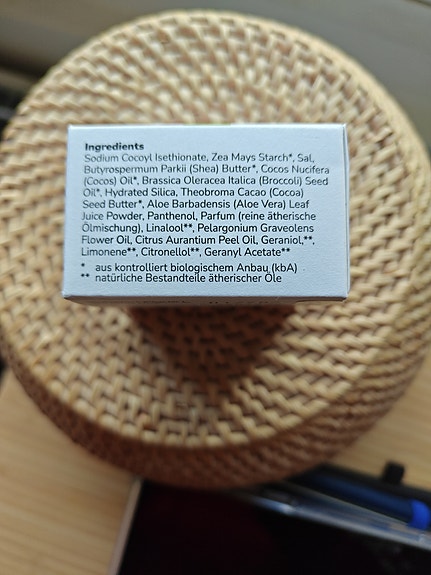 Ingredients
Sodium Cocoyl Isethionate, Zea Mays Starch*, Sal,
Butyrospermum Parkii (Shea) Butter*, Cocos Nucifera
(Cocos) Oil*, Brassica Oleracea Italica (Broccoli) Seed
Oil*, Hydrated Silica, Theobroma Cacao (Cocoa)
Seed Butter*, Aloe Barbadensis (Aloe Vera) Leaf
Juice Powder, Panthenol, Parfum (reine ätherische
Ölmischung), Linalool**, Pelargonium Graveolens
Flower Oil, Citrus Aurantium Peel Oil, Geraniol,**,
Limonene**, Citronellol**, Geranyl Acetate**
* aus kontrolliert biologischem Anbau (kbA)
** natürliche Bestandteile ätherischer Öle